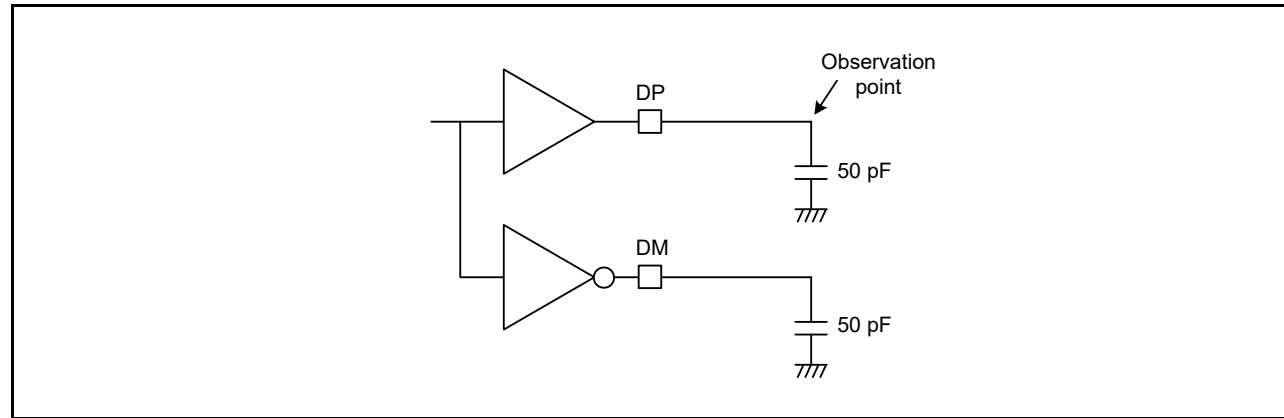 Observation
point
DP
50 pF
DM
50 pF